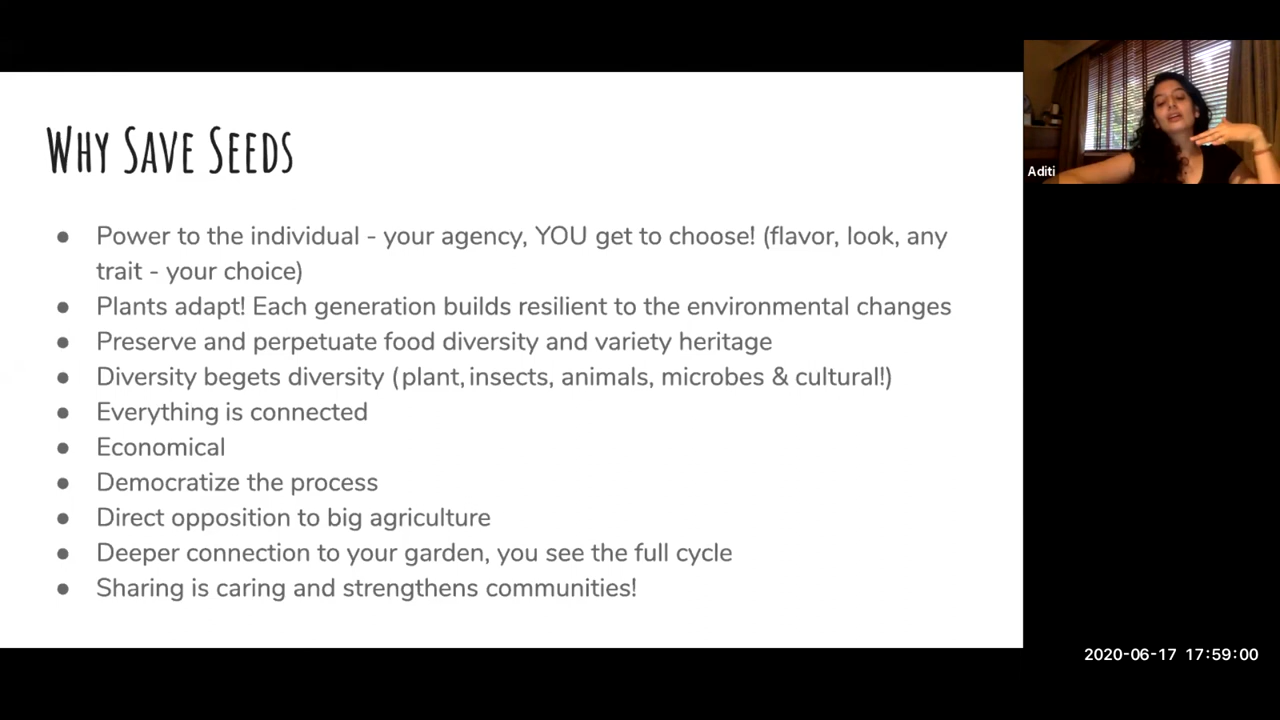 WHY SAVE SEEDS
● Power to the individual - your agency, YOU get to choose! (flavor, look, any
trait - your choice)
● Plants adapt! Each generation builds resilient to the environmental changes
● Preserve and perpetuate food diversity and variety heritage
● Diversity begets diversity (plant, insects, animals, microbes & cultural!)
● Everything is connected
● Economical
● Democratize the process
● Direct opposition to big agriculture
● Deeper connection to your garden, you see the full cycle
● Sharing is caring and strengthens communities!
Aditi
2020-06-17 17:59:00